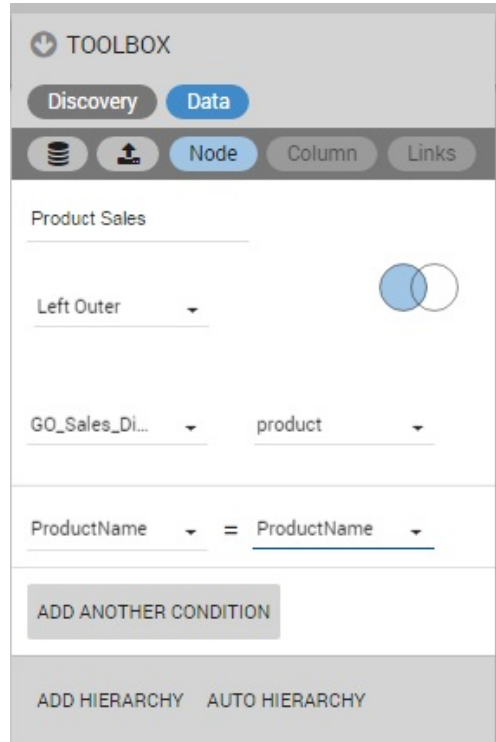 TOOLBOX
Discovery Data
Node Column Links
Product Sales
Left Outer
GO_Sales_Di... product
ProductName = ProductName
ADD ANOTHER CONDITION
ADD HIERARCHY AUTO HIERARCHY